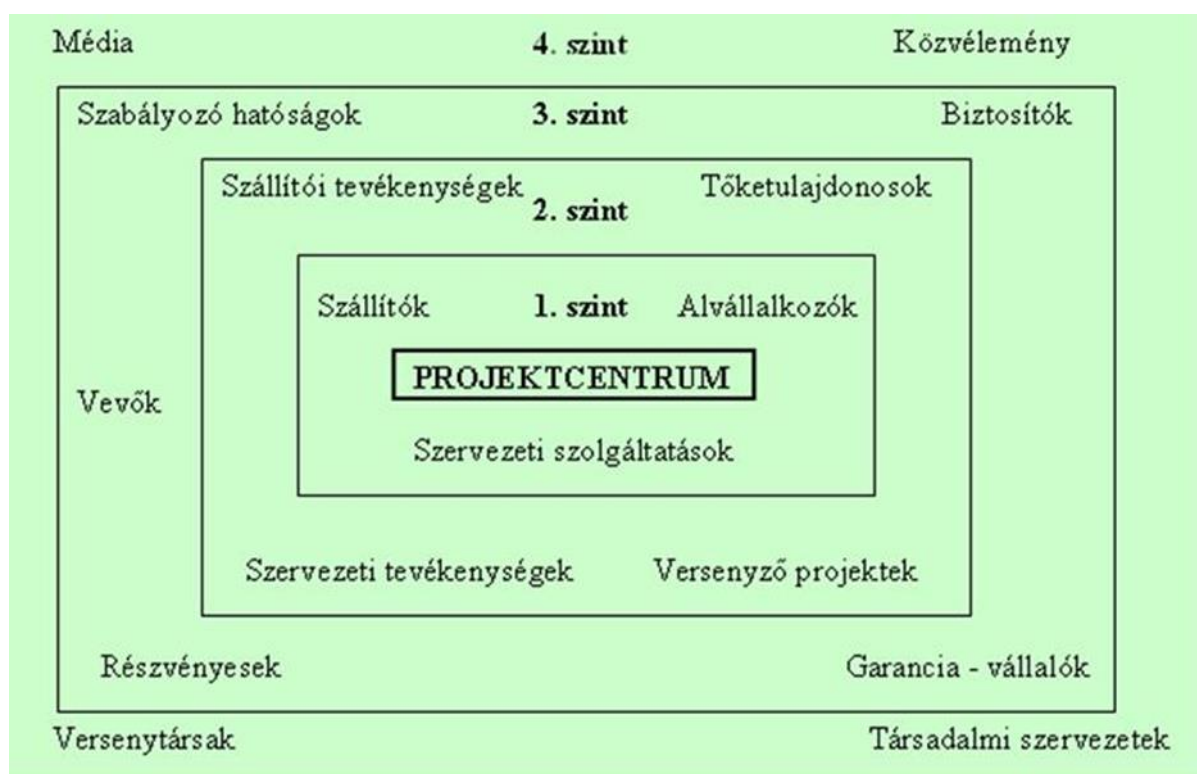 Média 4. szint Közvélemény
Szabályozó hatóságok 3. szint Biztosítók
Szállítói tevékenységek Tőketulajdonosok
2. szint
Szállítók 1. szint Alvállalkozók
PROJEKTCENTRUM
Vevők
Szervezeti szolgáltatások
Szervezeti tevékenységek Versenyző projektek
Részvényesek Garancia - vállalók
Versenytársak Társadalmi szervezetek